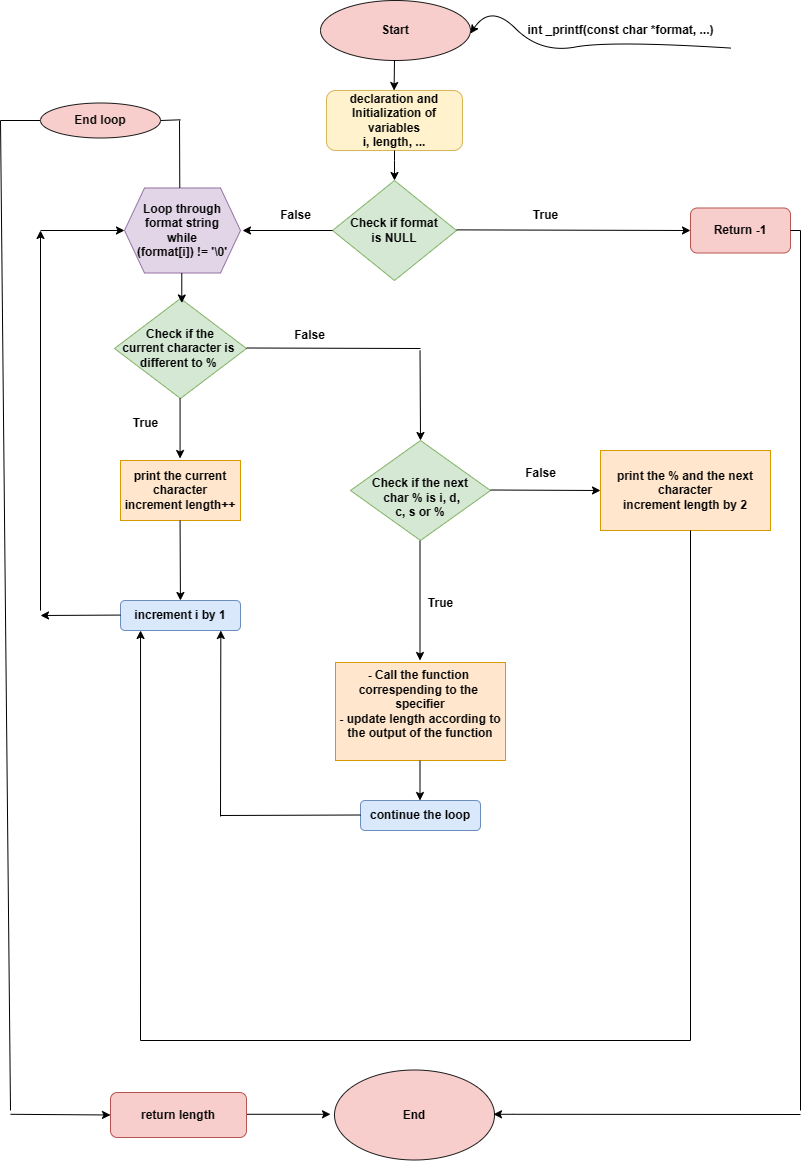 Start
int _printf(const char *format, ...)
declaration and
Initialization of
variables
i, length, ...
End loop
Loop through
format string
while
(format[i]) != '\0'
False
Check if format
is NULL
True
Return -1
Check if the
current character is
different to %
False
True
print the current
character
increment length++
Check if the next
char % is i, d,
c, s or %
False
print the % and the next
character
increment length by 2
increment i by 1
True
- Call the function
correspending to the
specifier
- update length according to
the output of the function
continue the loop
return length
End